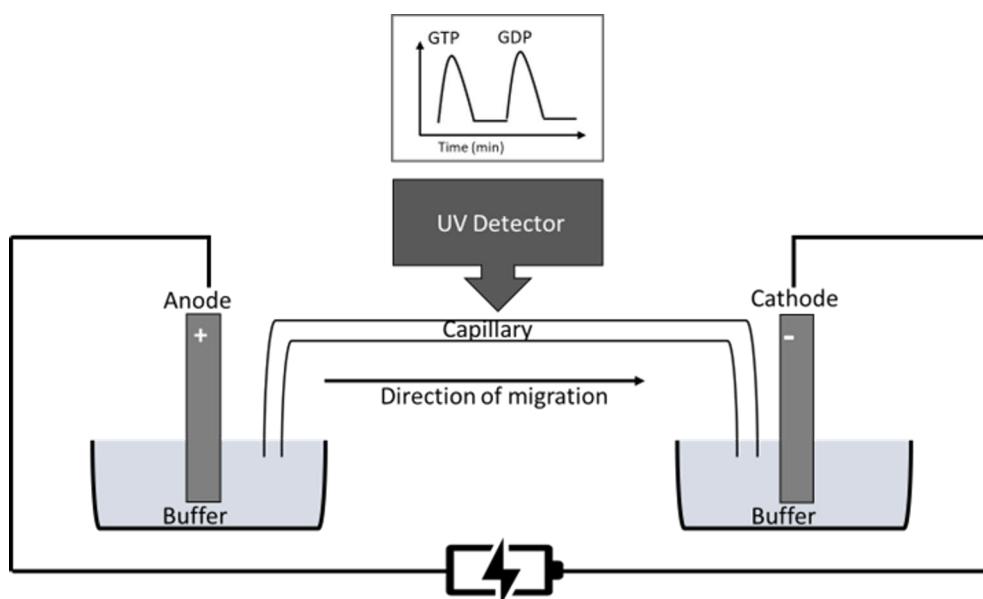 GTP GDP
Time (min)
UV Detector
Anode
Cathode
+
Capillary
-
Direction of migration
Buffer
Buffer